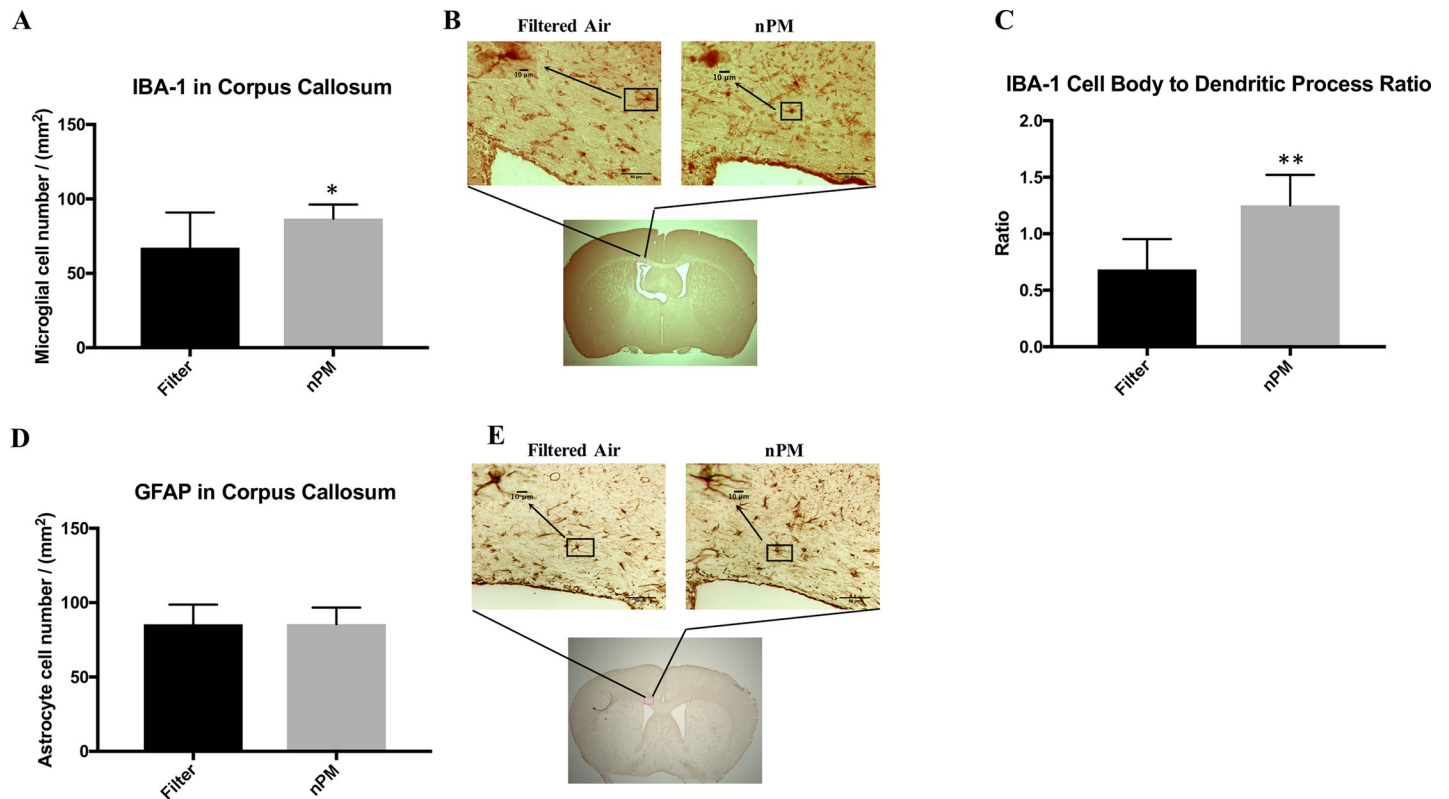 A
IBA-1 in Corpus Callosum
Microglial cell number / (mm²)
150
100
50
0
*
Filter
nPM
B
Filtered Air
nPM
10 µm
10 µm
C
IBA-1 Cell Body to Dendritic Process Ratio
Ratio
2.0
1.5
1.0
0.5
0.0
**
Filter
nPM
D
GFAP in Corpus Callosum
Astrocyte cell number / (mm²)
150
100
50
0
Filter
nPM
E
Filtered Air
nPM
10 µm
10 µm